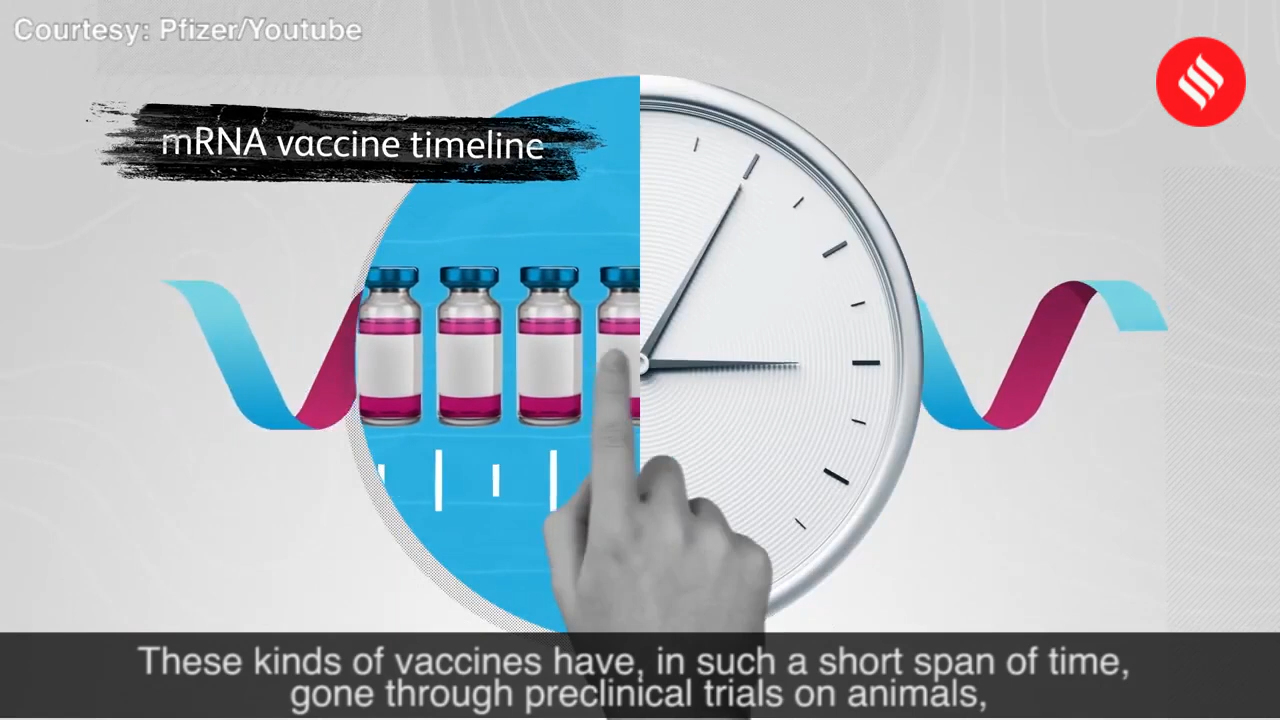 Courtesy: Pfizer/Youtube
mRNA vaccine timeline
These kinds of vaccines have, in such a short span of time,
gone through preclinical trials on animals,